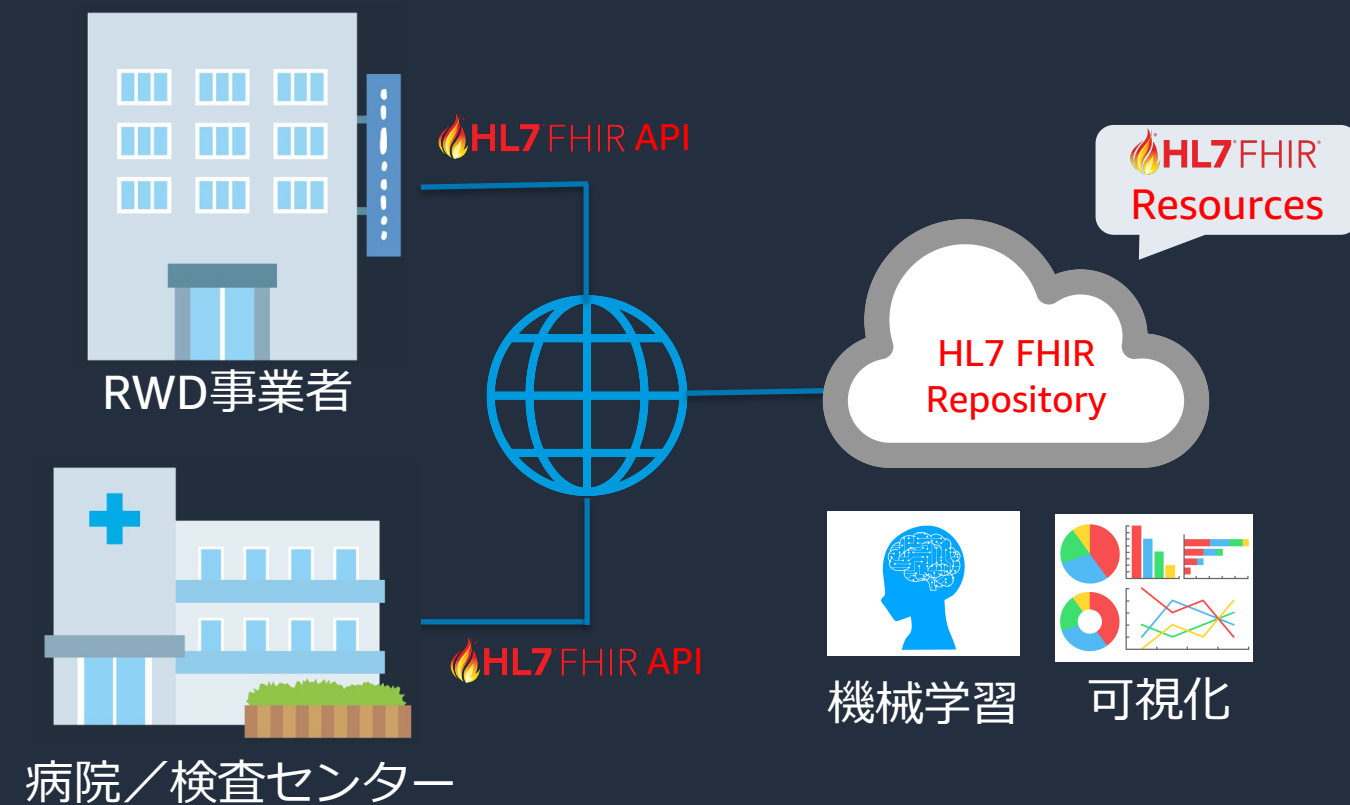 HL7 FHIR API
RWD事業者
HL7 FHIR®
Resources
HL7 FHIR
Repository
HL7 FHIR API
機械学習
可視化
病院／検査センター